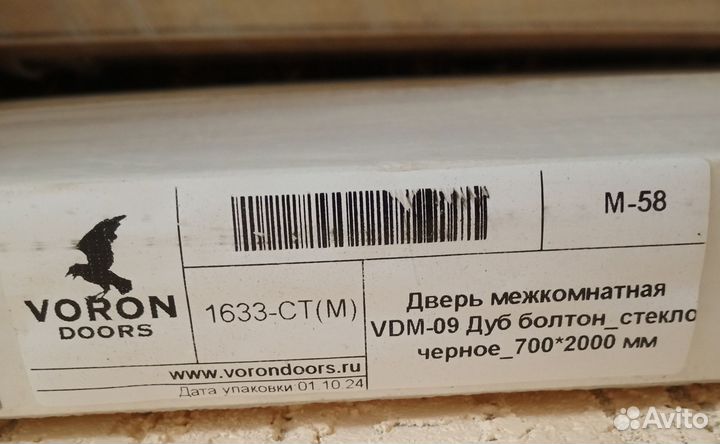 M-58
VORON
DOORS
1633-СТ(М)
Дверь межкомнатная
VDM-09 Дуб болтон_стекло
черное_700*2000 мм
www.vorondoors.ru
Дата упаковки 01 10 24
Avito